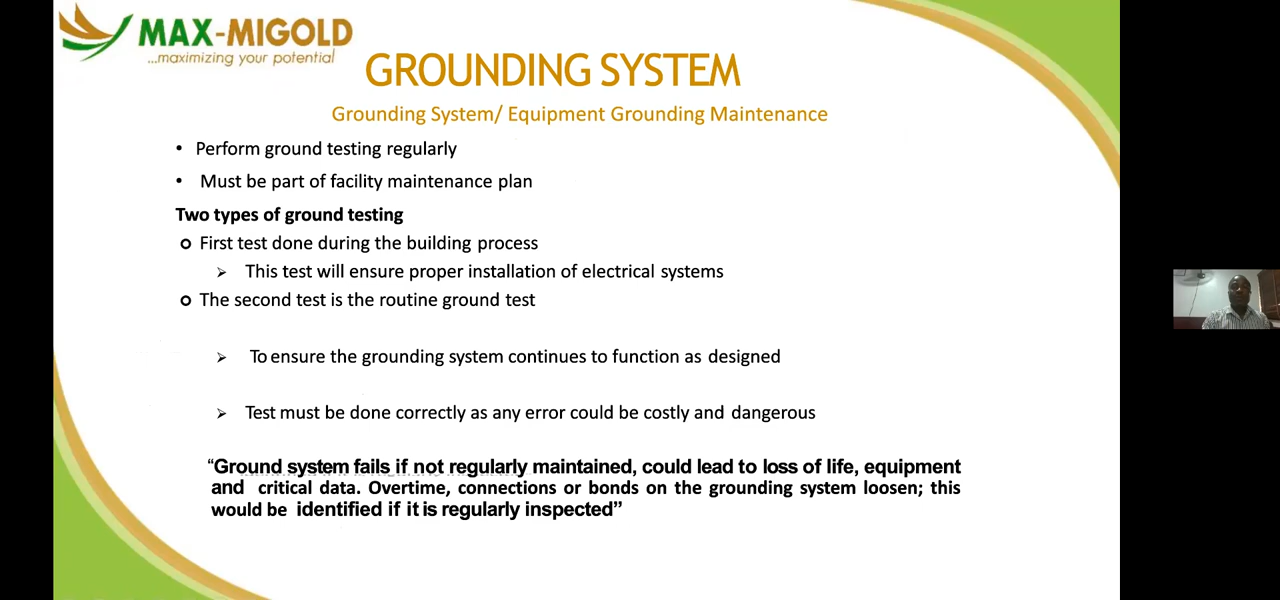 MAX-MIGOLD
...maximizing your potential
GROUNDING SYSTEM
Grounding System/ Equipment Grounding Maintenance
• Perform ground testing regularly
• Must be part of facility maintenance plan
Two types of ground testing
First test done during the building process
This test will ensure proper installation of electrical systems
The second test is the routine ground test
To ensure the grounding system continues to function as designed
Test must be done correctly as any error could be costly and dangerous
“Ground system fails if not regularly maintained, could lead to loss of life, equipment
and critical data. Overtime, connections or bonds on the grounding system loosen; this
would be identified if it is regularly inspected”